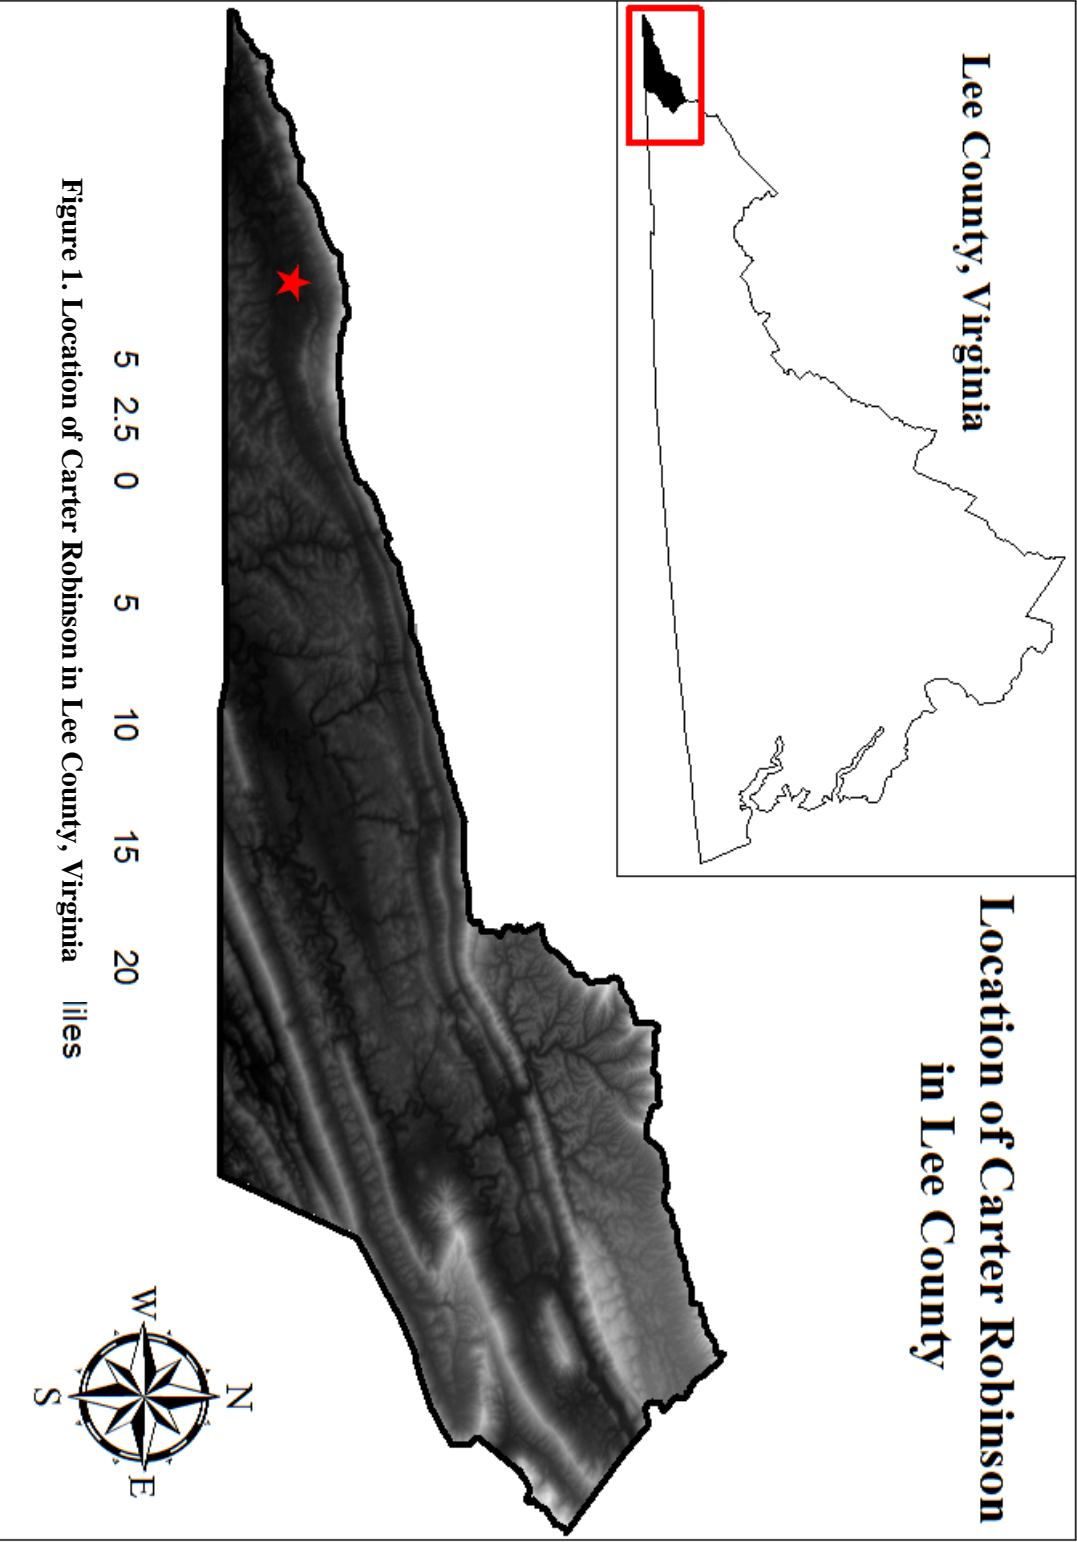 Lee County, Virginia
Location of Carter Robinson
in Lee County
N
W
E
S
5 2.5 0 5 10 15 20
liles
Figure 1. Location of Carter Robinson in Lee County, Virginia